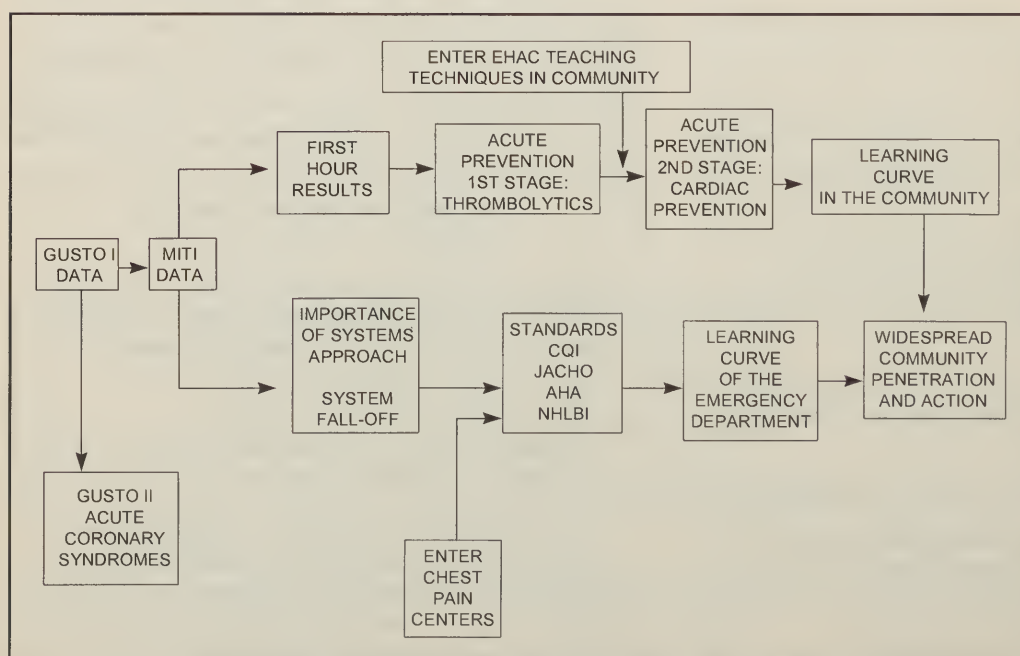 ENTER EHAC TEACHING
TECHNIQUES IN COMMUNITY
FIRST
HOUR
RESULTS
ACUTE
PREVENTION
1ST STAGE:
THROMBOLYTICS
ACUTE
PREVENTION
2ND STAGE:
CARDIAC
PREVENTION
LEARNING
CURVE
IN THE COMMUNITY
GUSTO I
DATA
MITI
DATA
IMPORTANCE
OF SYSTEMS
APPROACH
SYSTEM
FALL-OFF
STANDARDS
CQI
JACHO
AHA
NHLBI
LEARNING
CURVE
OF THE
EMERGENCY
DEPARTMENT
WIDESPREAD
COMMUNITY
PENETRATION
AND ACTION
GUSTO II
ACUTE
CORONARY
SYNDROMES
ENTER
CHEST
PAIN
CENTERS